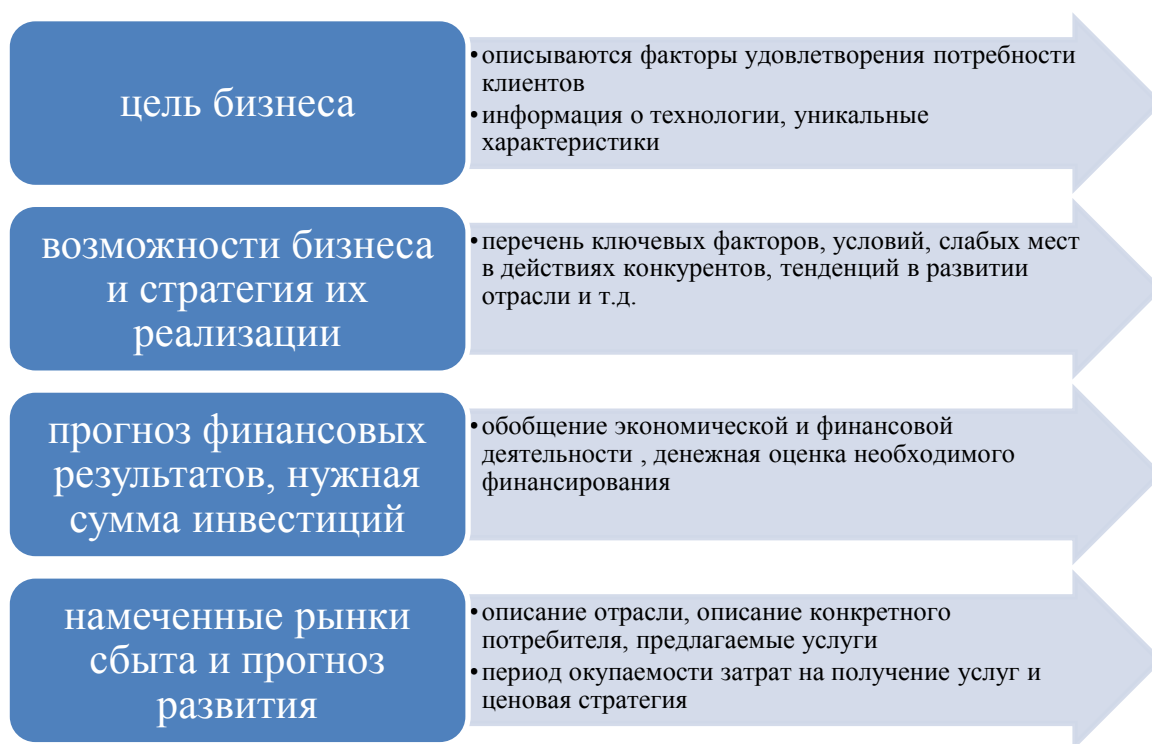 цель бизнеса
•описываются факторы удовлетворения потребности
клиентов
•информация о технологии, уникальные
характеристики
возможности бизнеса
и стратегия их
реализации
•перечень ключевых факторов, условий, слабых мест
в действиях конкурентов, тенденций в развитии
отрасли и т.д.
прогноз финансовых
результатов, нужная
сумма инвестиций
•обобщение экономической и финансовой
деятельности , денежная оценка необходимого
финансирования
намеченные рынки
сбыта и прогноз
развития
•описание отрасли, описание конкретного
потребителя, предлагаемые услуги
•период окупаемости затрат на получение услуг и
ценовая стратегия